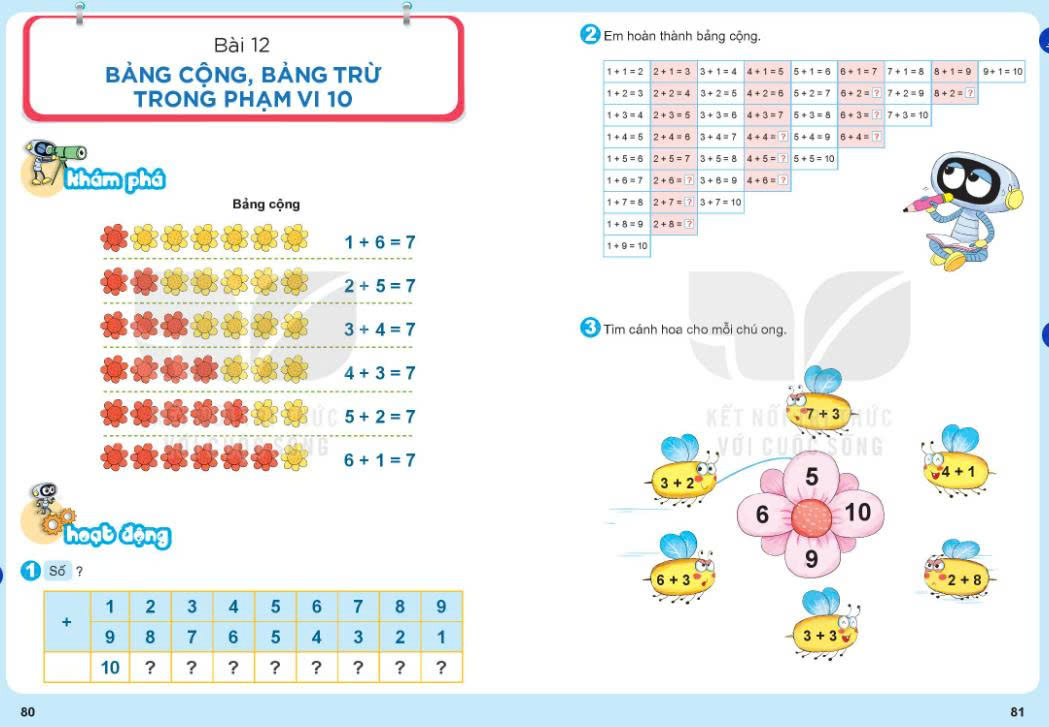 Bài 12
BẢNG CỘNG, BẢNG TRỪ
TRONG PHẠM VI 10
khám phá
Bảng cộng
1 + 6 = 7
2 + 5 = 7
3 + 4 = 7
4 + 3 = 7
5 + 2 = 7
6 + 1 = 7
hoạt động
1 Số ?
+ 1 2 3 4 5 6 7 8 9
9 8 7 6 5 4 3 2 1
10 ? ? ? ? ? ? ? ?
80
2 Em hoàn thành bảng cộng.
1 + 1 = 2 2 + 1 = 3 3 + 1 = 4 4 + 1 = 5 5 + 1 = 6 6 + 1 = 7 7 + 1 = 8 8 + 1 = 9 9 + 1 = 10
1 + 2 = 3 2 + 2 = 4 3 + 2 = 5 4 + 2 = 6 5 + 2 = 7 6 + 2 = ? 7 + 2 = 9 8 + 2 = ?
1 + 3 = 4 2 + 3 = 5 3 + 3 = 6 4 + 3 = 7 5 + 3 = 8 6 + 3 = ? 7 + 3 = 10
1 + 4 = 5 2 + 4 = 6 3 + 4 = 7 4 + 4 = ? 5 + 4 = 9 6 + 4 = ?
1 + 5 = 6 2 + 5 = 7 3 + 5 = 8 4 + 5 = ? 5 + 5 = 10
1 + 6 = 7 2 + 6 = ? 3 + 6 = 9 4 + 6 = ?
1 + 7 = 8 2 + 7 = ? 3 + 7 = 10
1 + 8 = 9 2 + 8 = ?
1 + 9 = 10
3 Tìm cánh hoa cho mỗi chú ong.
KẾT NỐI TRI THỨC
VỚI CUỘC SỐNG
7 + 3
3 + 2
4 + 1
5
6
10
9
6 + 3
2 + 8
3 + 3
81